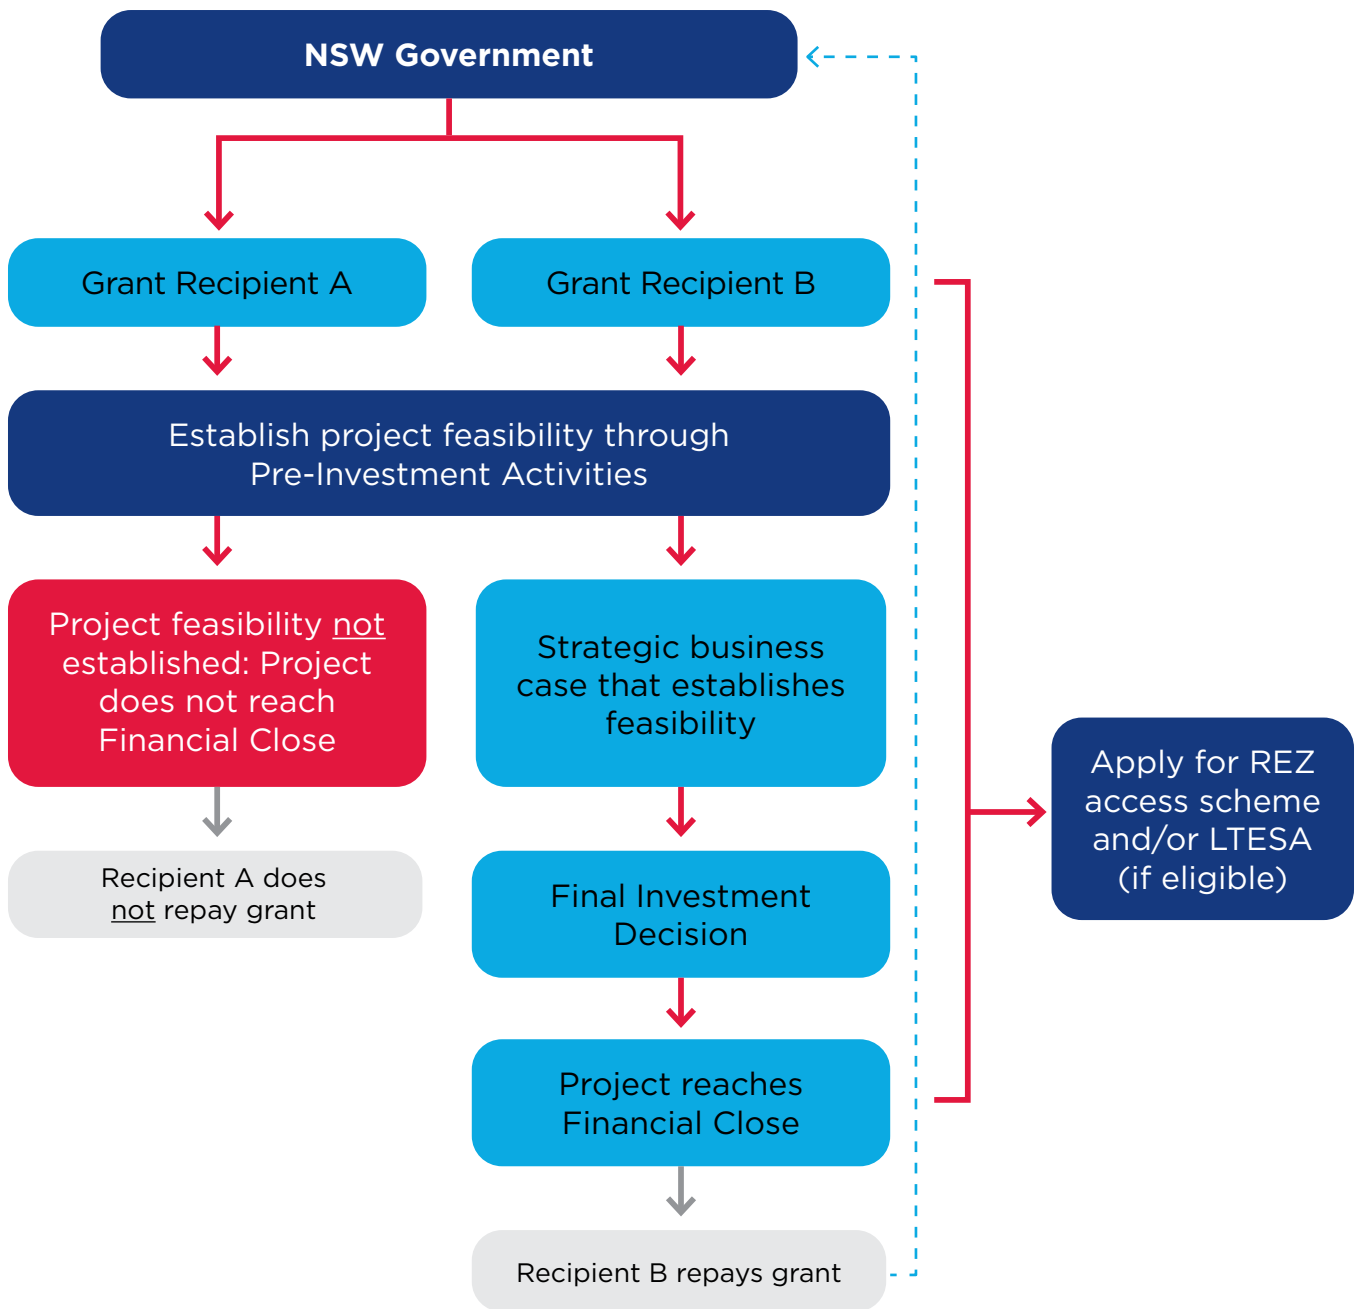 NSW Government
Grant Recipient A
Grant Recipient B
Establish project feasibility through
Pre-Investment Activities
Project feasibility not
established: Project
does not reach
Financial Close
Strategic business
case that establishes
feasibility
Apply for REZ
access scheme
and/or LTESA
(if eligible)
Recipient A does
not repay grant
Final Investment
Decision
Project reaches
Financial Close
Recipient B repays grant